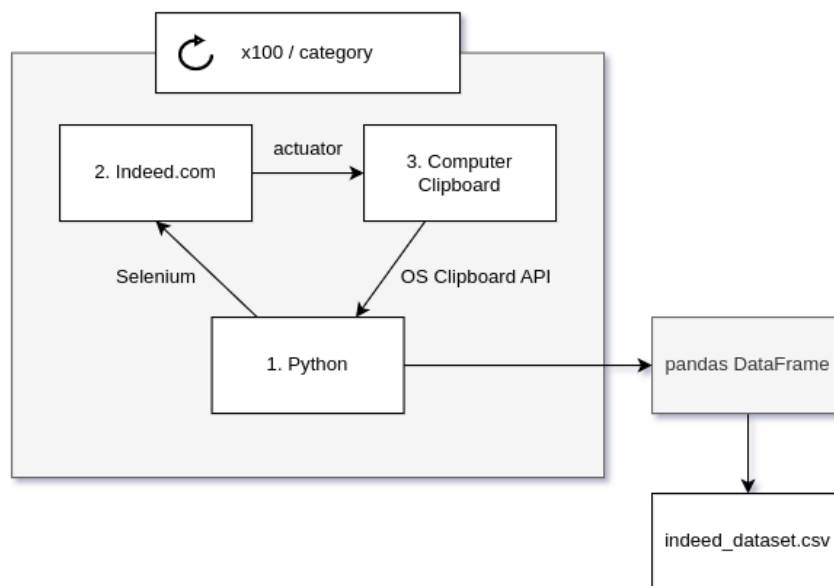 x100 / category
actuator
2. Indeed.com
3. Computer
Clipboard
Selenium
OS Clipboard API
1. Python
pandas DataFrame
indeed_dataset.csv